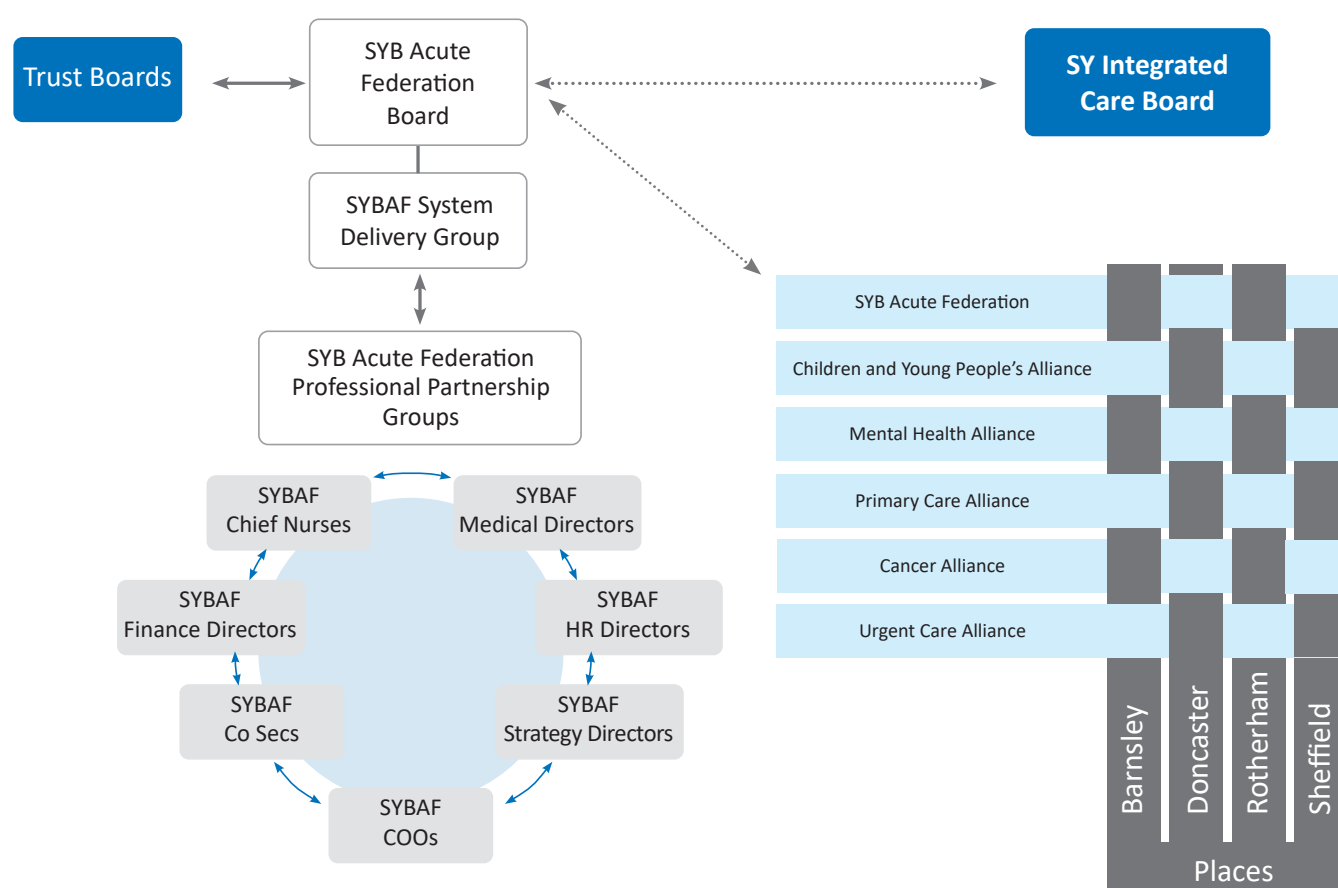 Trust Boards
SYB Acute
Federation
Board
SY Integrated
Care Board
SYBAF System
Delivery Group
SYB Acute Federation
Professional Partnership
Groups
SYBAF
Chief Nurses
SYBAF
Medical Directors
SYBAF
Finance Directors
SYBAF
HR Directors
SYBAF
Co Secs
SYBAF
Strategy Directors
SYBAF
COOs
SYB Acute Federation
Children and Young People’s Alliance
Mental Health Alliance
Primary Care Alliance
Cancer Alliance
Urgent Care Alliance
Barnsley
Doncaster
Rotherham
Sheffield
Places